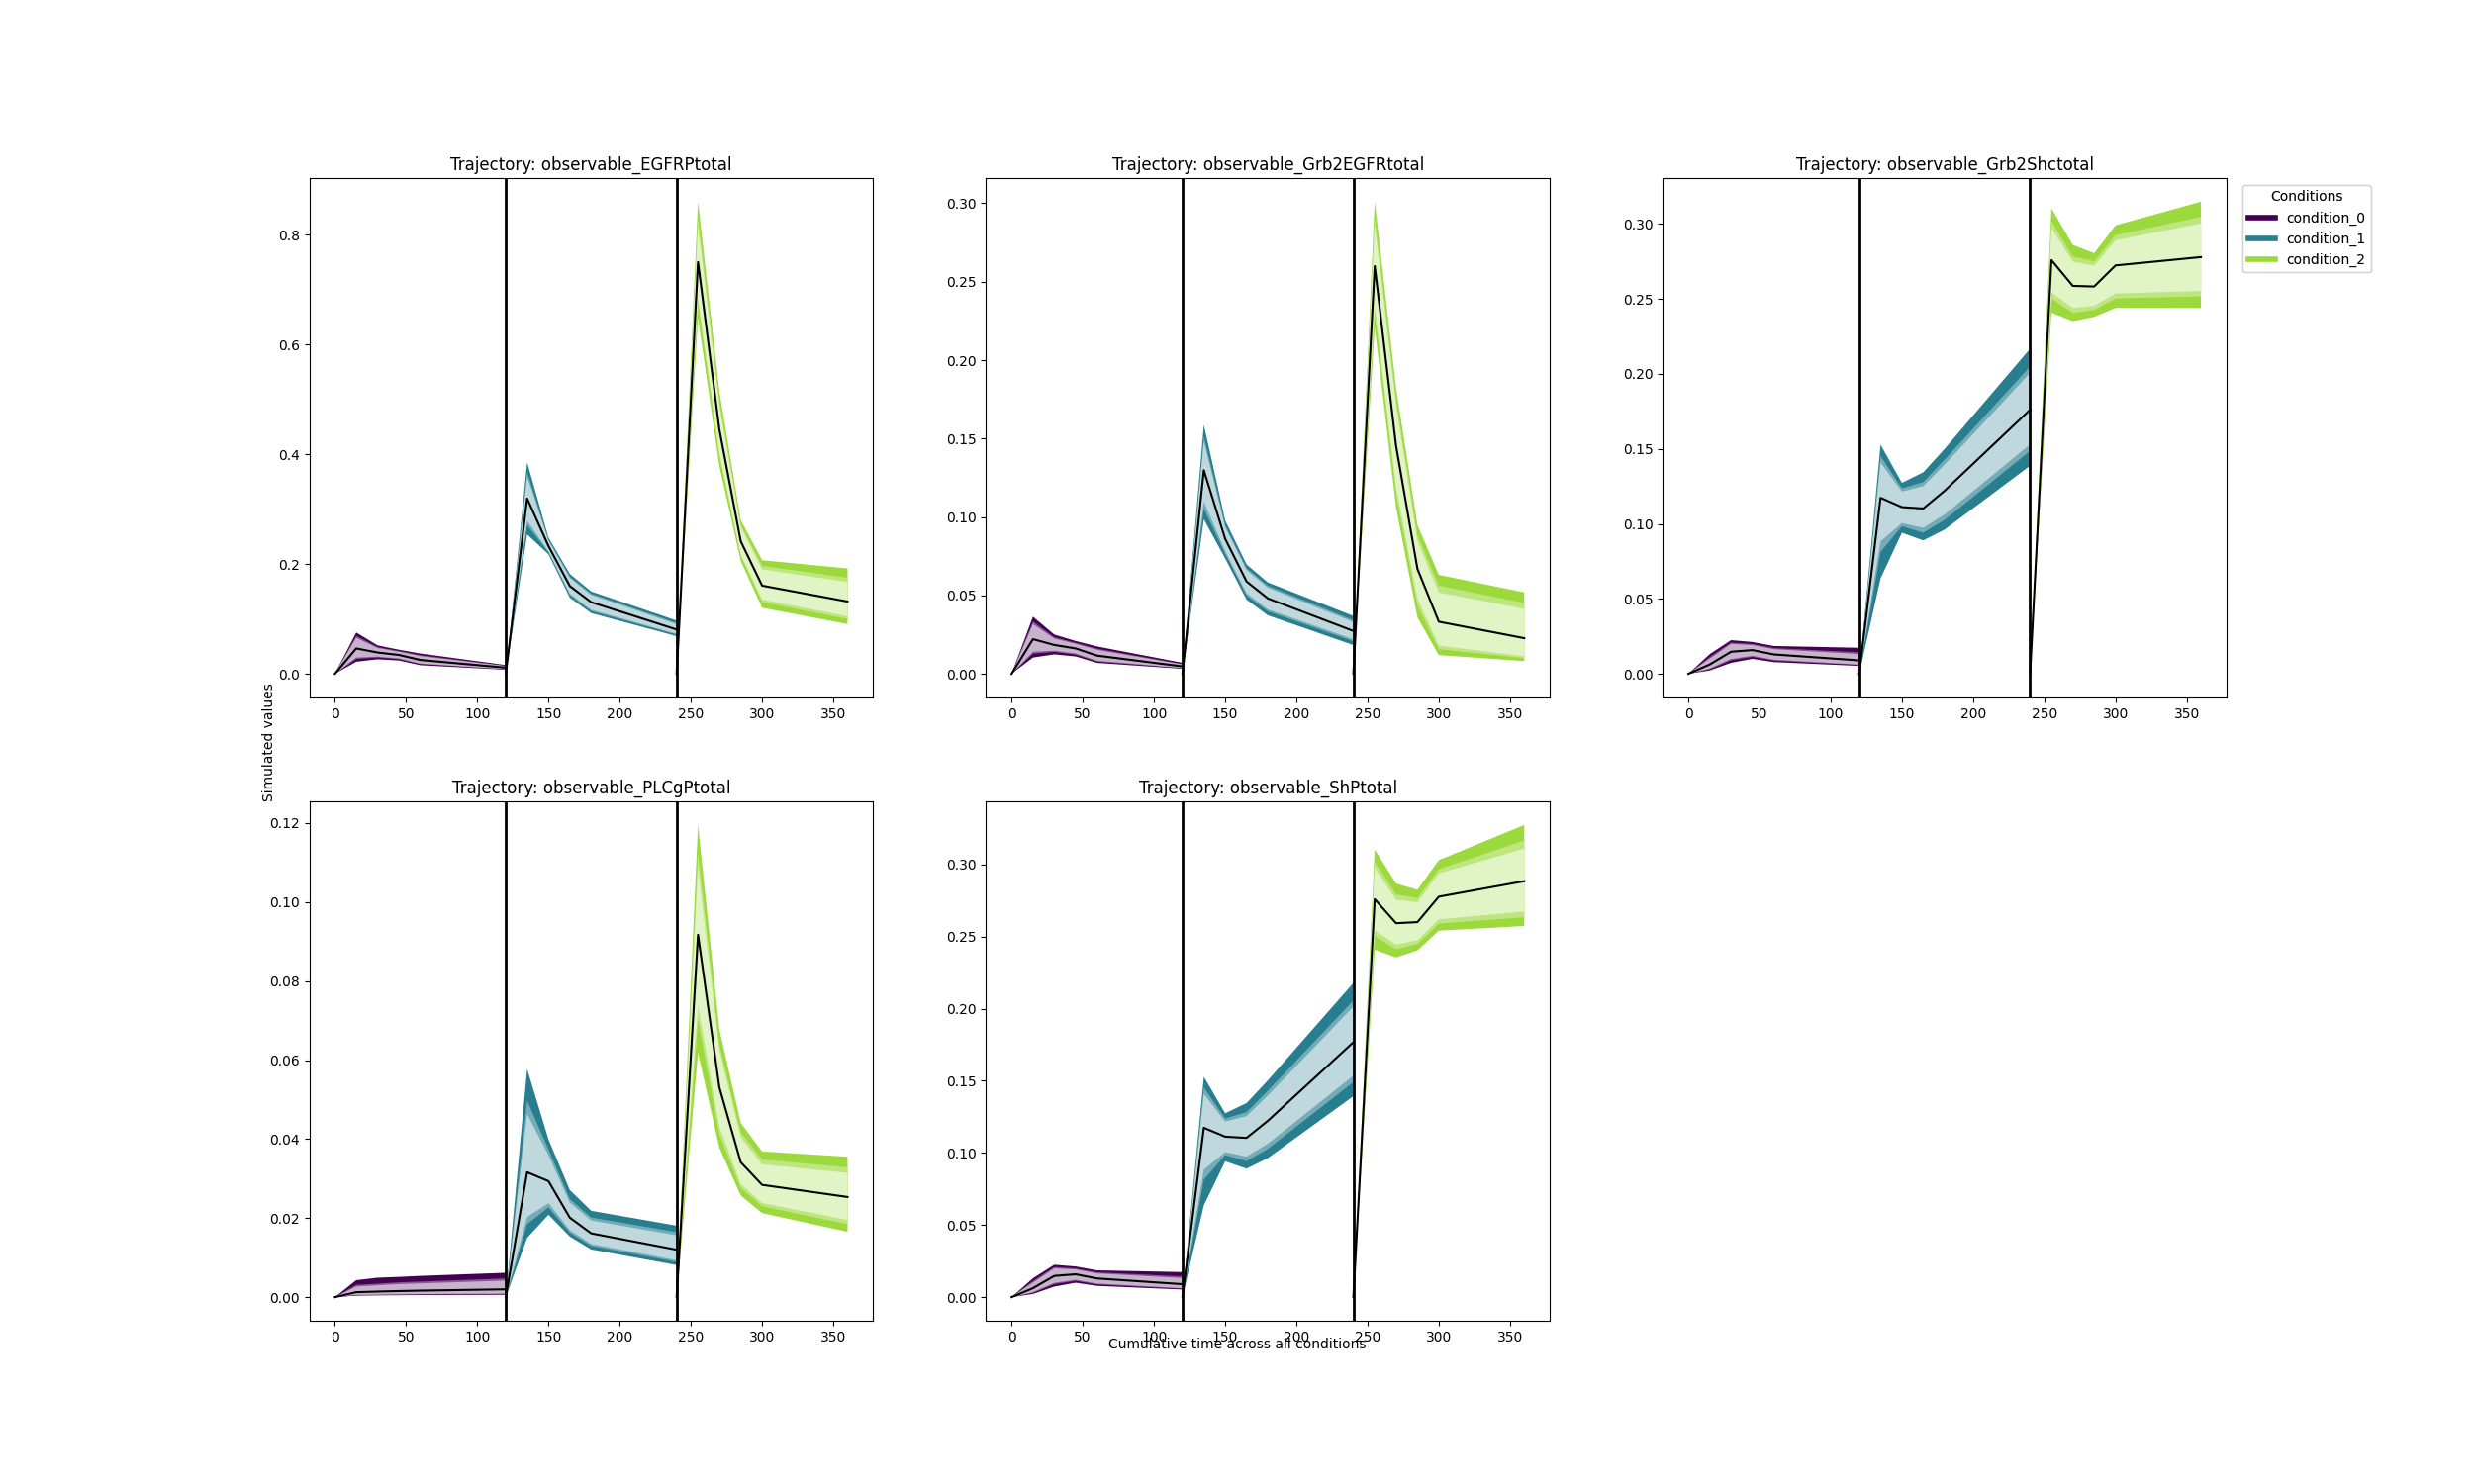 Trajectory: observable_EGFRPtotal
0.8
0.6
0.4
0.2
0.0
0 50 100 150 200 250 300 350
Trajectory: observable_Grb2EGFRtotal
0.30
0.25
0.20
0.15
0.10
0.05
0.00
0 50 100 150 200 250 300 350
Trajectory: observable_Grb2Shctotal
0.30
0.25
0.20
0.15
0.10
0.05
0.00
0 50 100 150 200 250 300 350
Conditions
condition_0
condition_1
condition_2
Simulated values
Trajectory: observable_PLCgPtotal
0.12
0.10
0.08
0.06
0.04
0.02
0.00
0 50 100 150 200 250 300 350
Trajectory: observable_ShPtotal
0.30
0.25
0.20
0.15
0.10
0.05
0.00
0 50 100 150 200 250 300 350
Cumulative time across all conditions